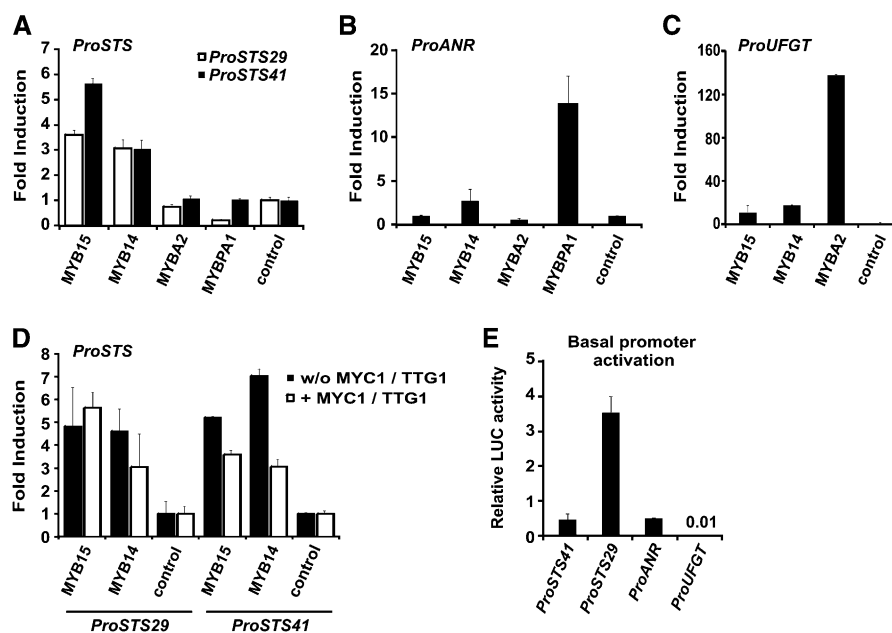 A
ProSTS
Fold Induction
7
6
5
4
3
2
1
0
ProSTS29
ProSTS41
MYB15
MYB14
MYBA2
MYBPA1
control
B
ProANR
Fold Induction
20
15
10
5
0
MYB15
MYB14
MYBA2
MYBPA1
control
C
ProUFGT
Fold Induction
160
120
80
40
0
MYB15
MYB14
MYBA2
control
D
ProSTS
Fold Induction
8
7
6
5
4
3
2
1
0
w/o MYC1 / TTG1
+ MYC1 / TTG1
MYB15
MYB14
control
MYB15
MYB14
control
ProSTS29
ProSTS41
E
Basal promoter
activation
Relative LUC activity
5
4
3
2
1
0
0.01
ProSTS41
ProSTS29
ProANR
ProUFGT